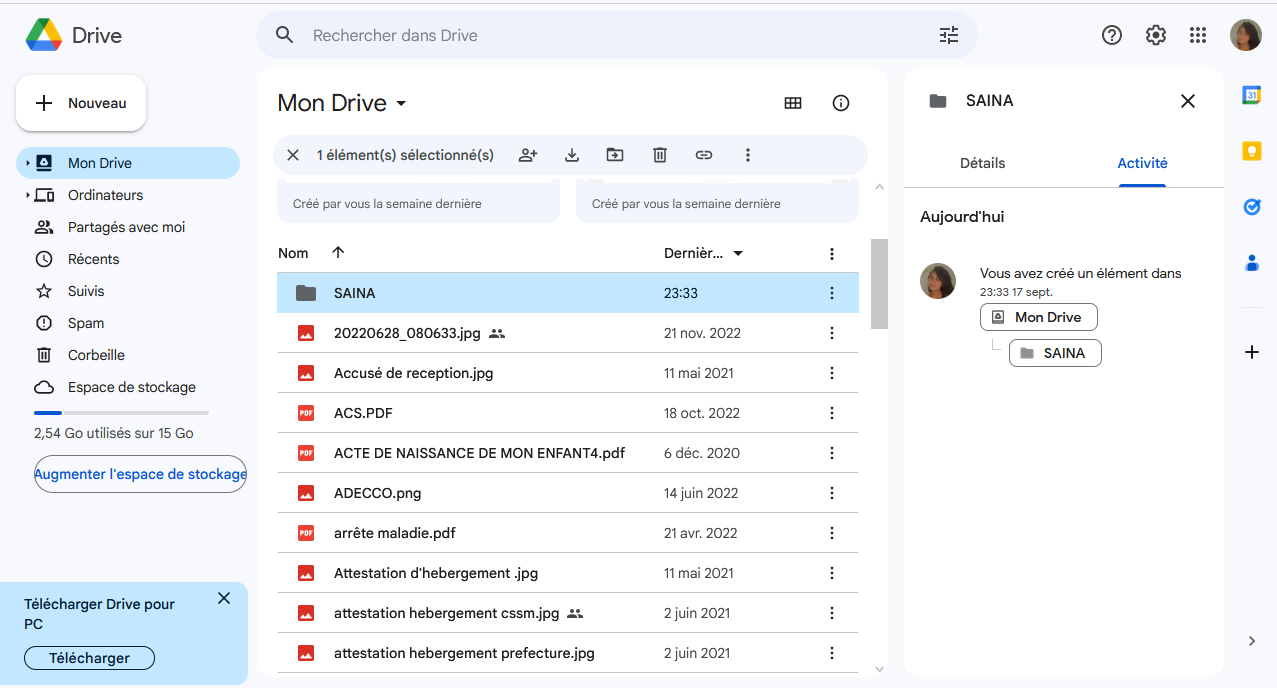 Drive
Rechercher dans Drive
Nouveau
Mon Drive
Ordinateurs
Partagés avec moi
Récents
Suivis
Spam
Corbeille
Espace de stockage
2,54 Go utilisés sur 15 Go
Augmenter l'espace de stockage
Télécharger Drive pour
PC
Télécharger
Mon Drive
1 élément(s) sélectionné(s)
Créé par vous la semaine dernière
Créé par vous la semaine dernière
Nom Dernièr...
SAINA 23:33
20220628_080633.jpg 21 nov. 2022
Accusé de reception.jpg 11 mai 2021
PDF ACS.PDF 18 oct. 2022
PDF ACTE DE NAISSANCE DE MON ENFANT4.pdf 6 déc. 2020
ADECCO.png 14 juin 2022
PDF arrête maladie.pdf 21 avr. 2022
Attestation d'hebergement .jpg 11 mai 2021
attestation hebergement cssm.jpg 2 juin 2021
attestation hebergement prefecture.jpg 2 juin 2021
SAINA
Détails Activité
Aujourd'hui
Vous avez créé un élément dans
23:33 17 sept.
Mon Drive
SAINA
31